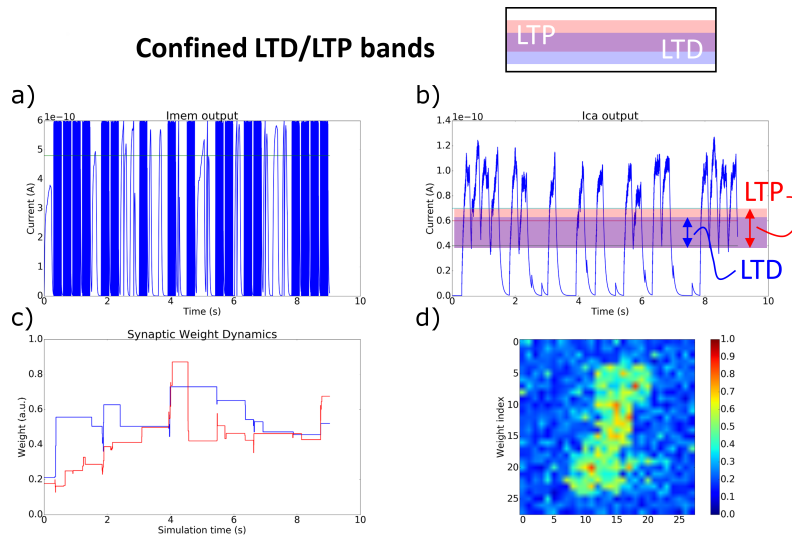 Confined LTD/LTP bands
LTP
LTD
a)
Imem output
1e−10
6
5
4
3
2
1
0
Current (A)
0 2 4 6 8 10
Time (s)
b)
Ica output
1.4 1e−10
1.2
1.0
0.8
0.6
0.4
0.2
0.0
Current (A)
0 2 4 6 8 10
Time (s)
LTP
LTD
c)
Synaptic Weight Dynamics
1.0
0.8
0.6
0.4
0.2
0.0
Weight (a.u.)
0 2 4 6 8 10
Simulation time (s)
d)
0
5
10
15
20
25
Weight index
0 5 10 15 20 25
1.0
0.9
0.8
0.7
0.6
0.5
0.4
0.3
0.2
0.1
0.0